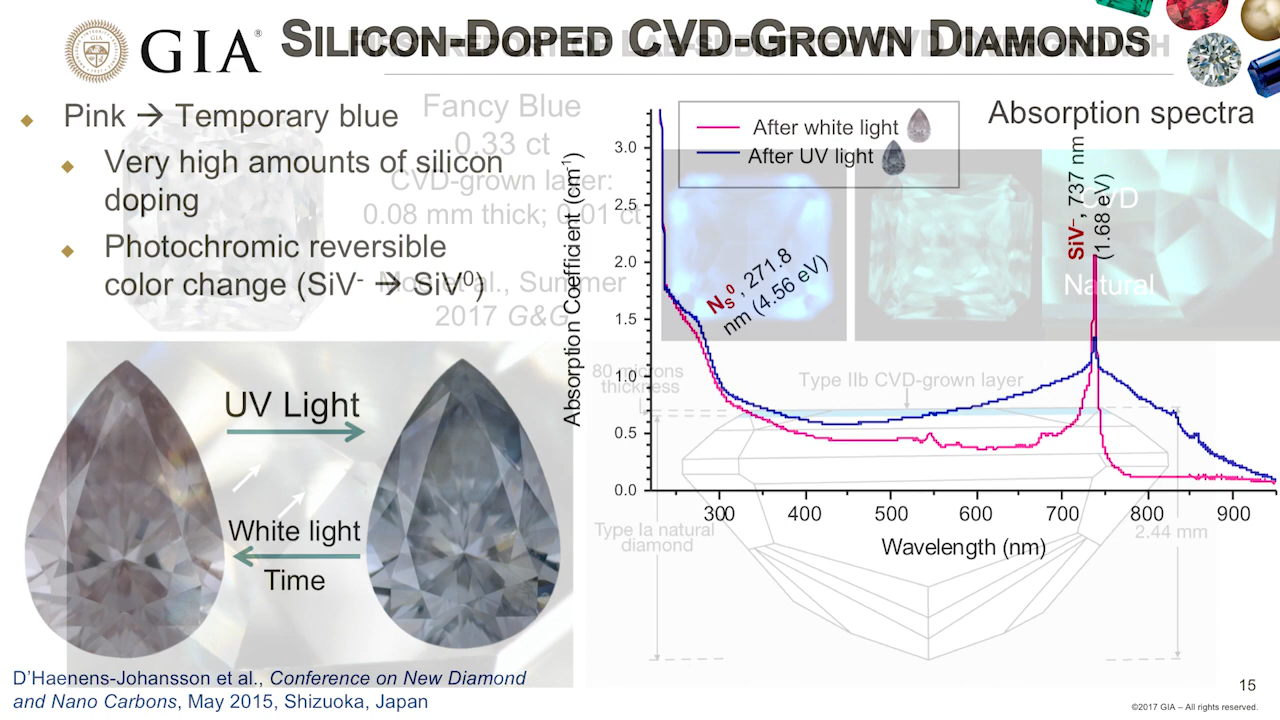 GIA®
SILICON-DOPED CVD-GROWN DIAMONDS
Pink → Temporary blue
Very high amounts of silicon
doping
Photochromic reversible
color change (SiV- → SiV0)
Fancy Blue
0.33 ct
CVD-grown layer:
0.08 mm thick; 0.01 ct
et al., Summer
2017 G&G
UV Light
White light
Time
D'Haenens-Johansson et al., Conference on New Diamond
and Nano Carbons, May 2015, Shizuoka, Japan
Absorption spectra
After white light
After UV light
Absorption Coefficient (cm-1)
3.0
2.5
2.0
1.5
1.0
0.5
0.0
NS0, 271.8
nm (4.56 eV)
SiV−, 737 nm
(1.68 eV)
CVD
Natural
80 microns
thickness
Type IIb CVD-grown layer
Type Ia natural
diamond
2.44 mm
300 400 500 600 700 800 900
Wavelength (nm)
15
©2017 GIA – All rights reserved.